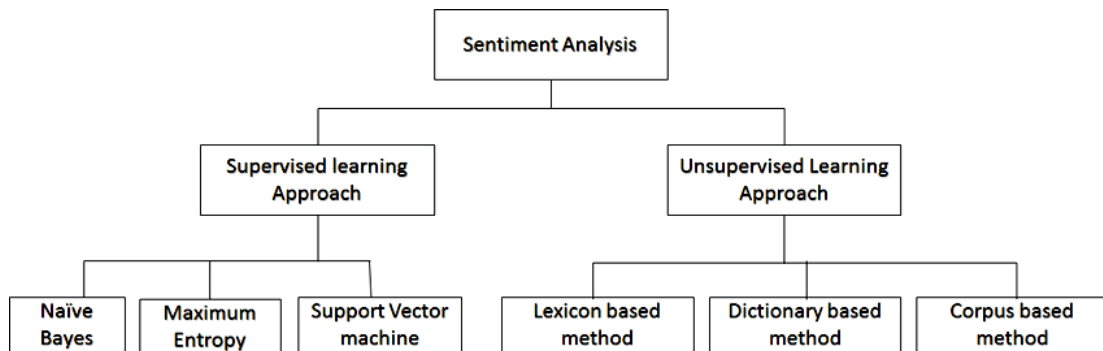 Sentiment Analysis
Supervised learning
Approach
Unsupervised Learning
Approach
Naïve
Bayes
Maximum
Entropy
Support Vector
machine
Lexicon based
method
Dictionary based
method
Corpus based
method